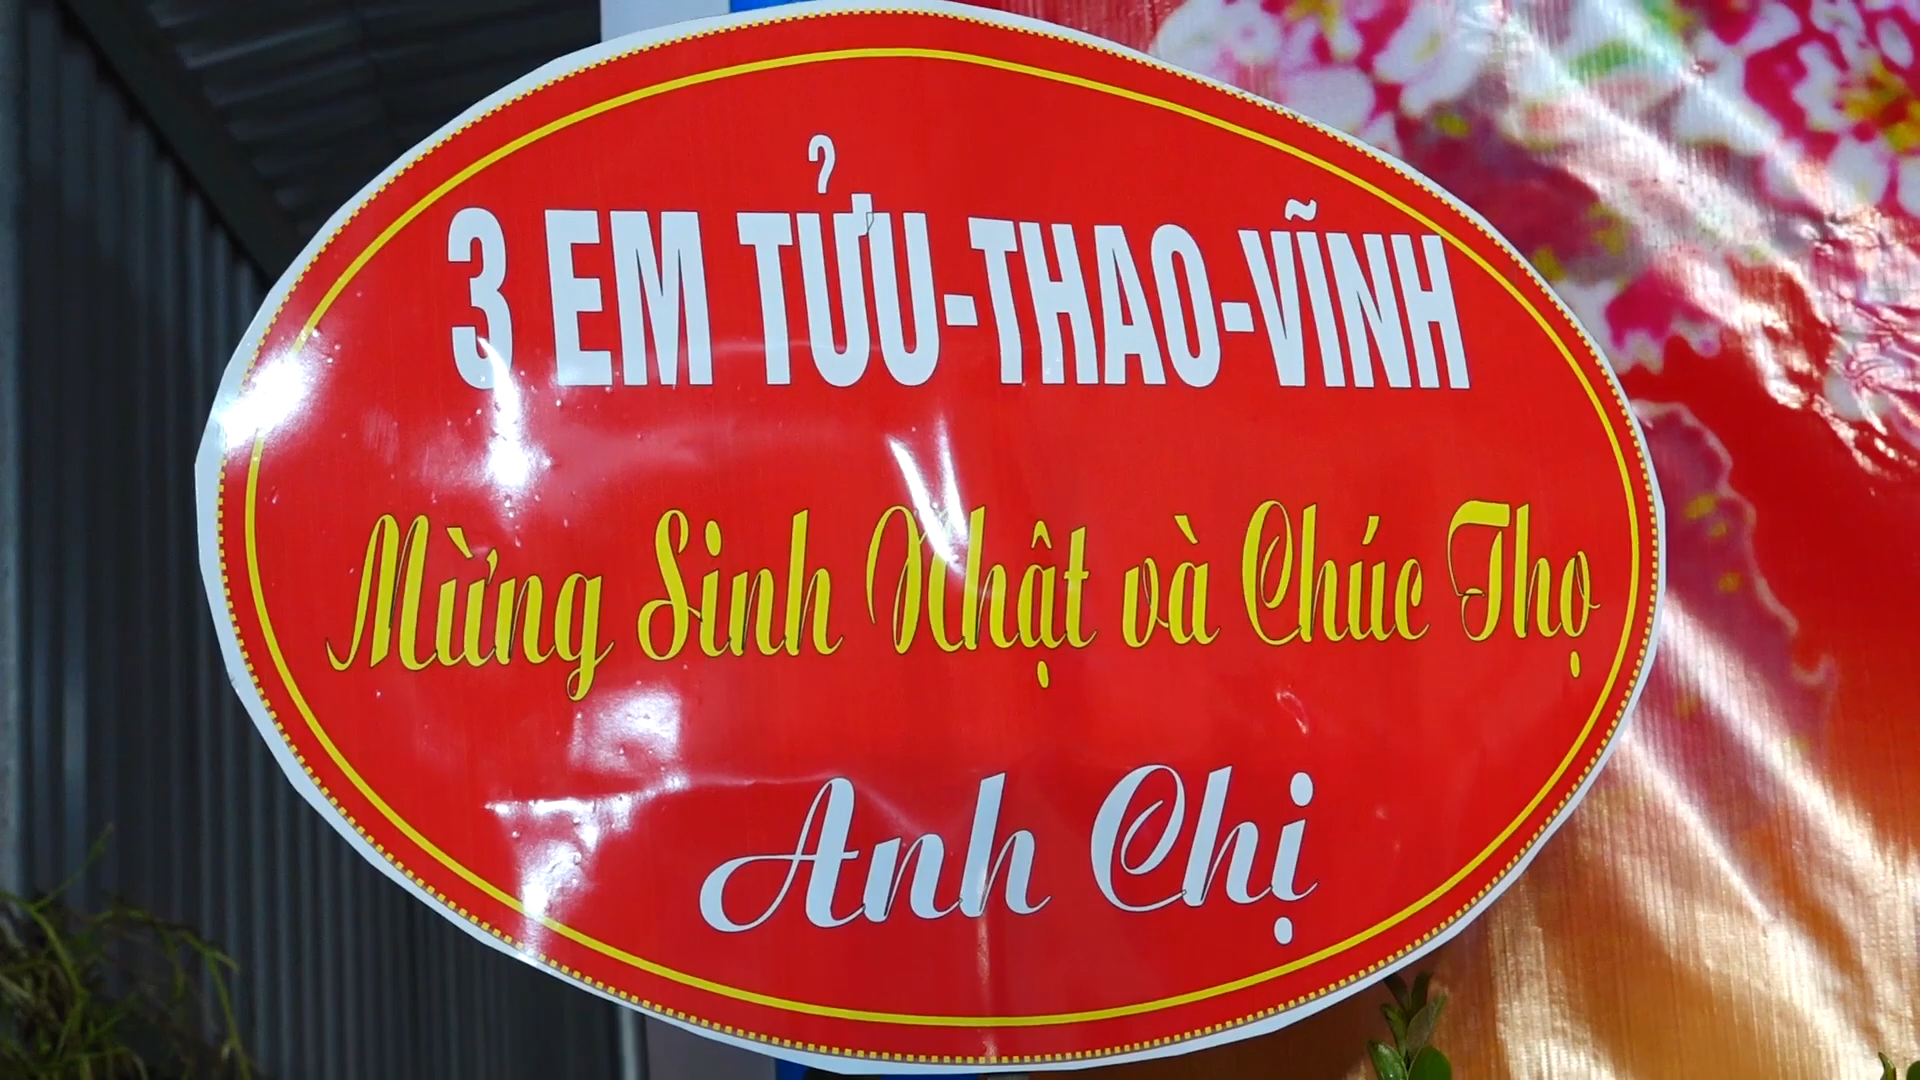 3 EM TỬU-THAO-VĨNH
Mừng Sinh Nhật và Chúc Thọ
Anh Chị